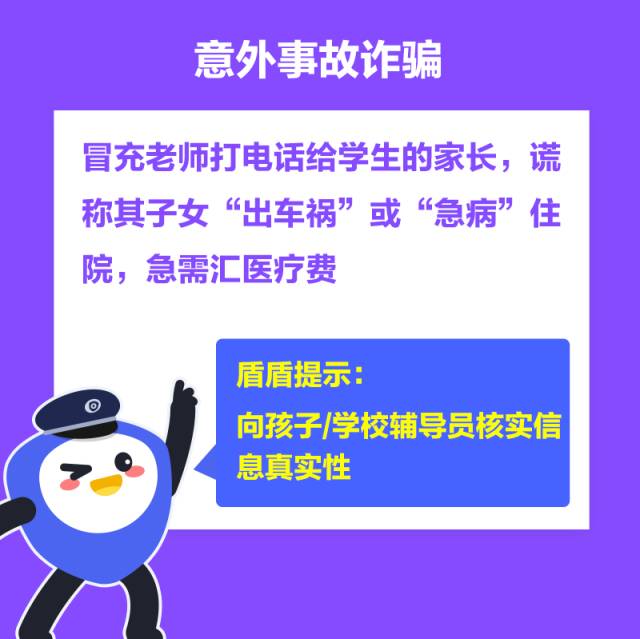 意外事故诈骗
冒充老师打电话给学生的家长，谎
称其子女“出车祸”或“急病”住
院，急需汇医疗费
盾盾提示：
向孩子/学校辅导员核实信
息真实性